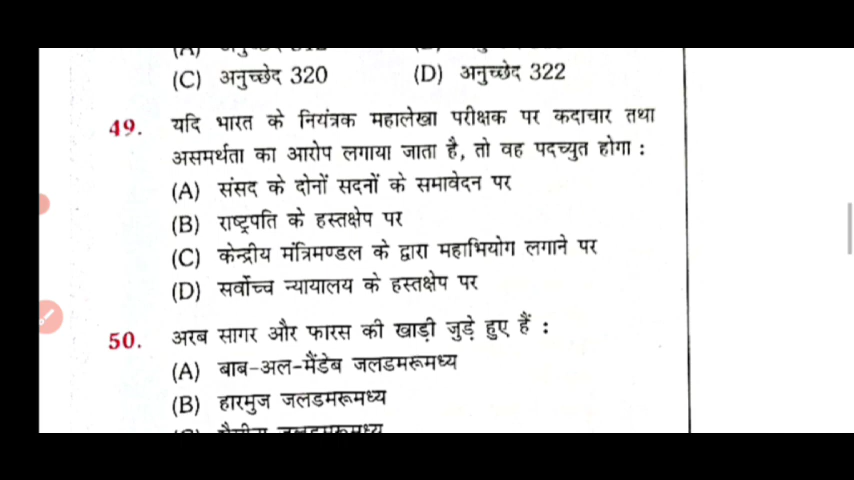 (C) अनुच्छेद 320 (D) अनुच्छेद 322
49. यदि भारत के नियंत्रक महालेखा परीक्षक पर कदाचार तथा
असमर्थता का आरोप लगाया जाता है, तो वह पदच्युत होगा :
(A) संसद के दोनों सदनों के समावेदन पर
(B) राष्ट्रपति के हस्तक्षेप पर
(C) केन्द्रीय मंत्रिमण्डल के द्वारा महाभियोग लगाने पर
(D) सर्वोच्च न्यायालय के हस्तक्षेप पर
50. अरब सागर और फारस की खाड़ी जुड़े हुए हैं :
(A) बाब-अल-मैंडेब जलडमरूमध्य
(B) हारमुज जलडमरूमध्य